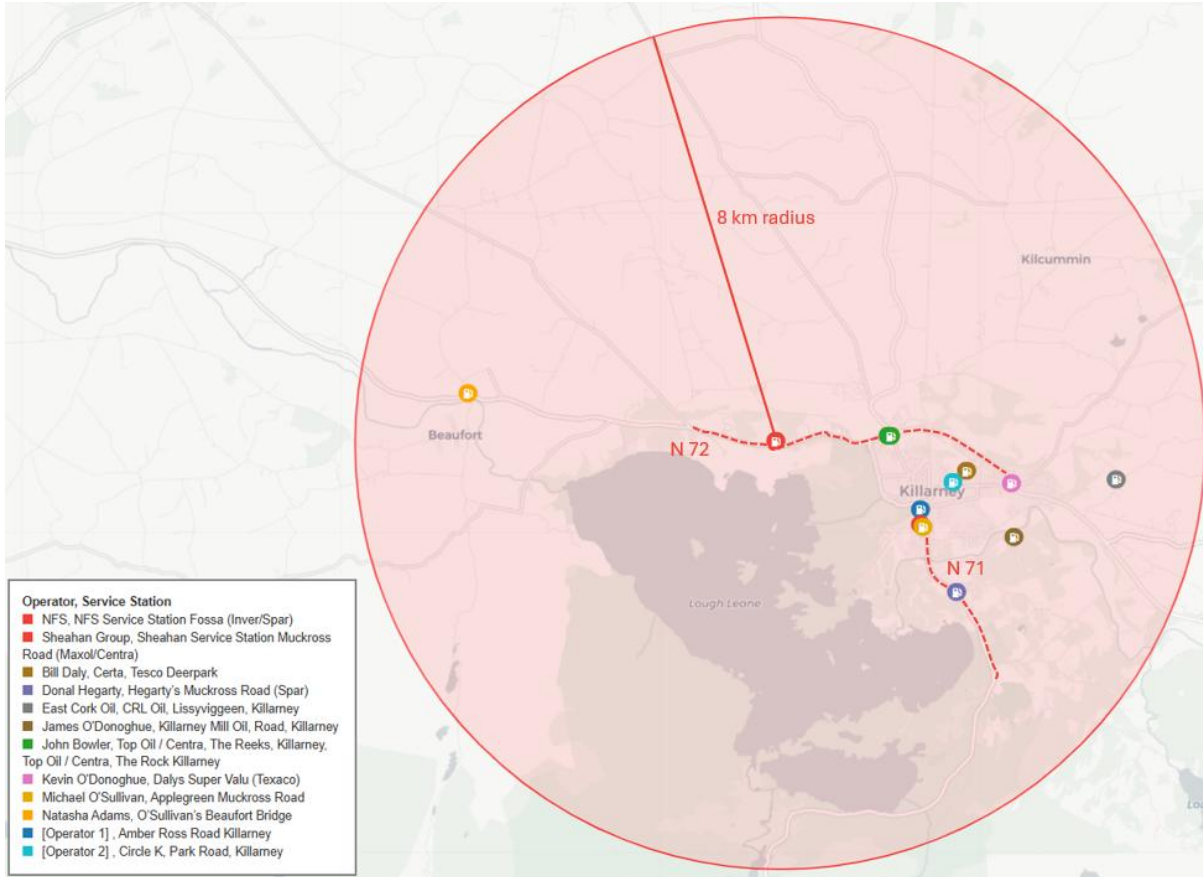 8 km radius
Kilcummin
Beaufort
N 72
Killarney
N 71
Lough Leane
Operator, Service Station
NFS, NFS Service Station Fossa (Inver/Spar)
Sheahan Group, Sheahan Service Station Muckross
Road (Maxol/Centra)
Bill Daly, Certa, Tesco Deerpark
Donal Hegarty, Hegarty's Muckross Road (Spar)
East Cork Oil, CRL Oil, Lissyviggeen, Killarney
James O'Donoghue, Killarney Mill Oil, Road, Killarney
John Bowler, Top Oil / Centra, The Reeks, Killarney,
Top Oil / Centra, The Rock Killarney
Kevin O'Donoghue, Dalys Super Valu (Texaco)
Michael O'Sullivan, Applegreen Muckross Road
Natasha Adams, O'Sullivan's Beaufort Bridge
[Operator 1] , Amber Ross Road Killarney
[Operator 2] , Circle K, Park Road, Killarney